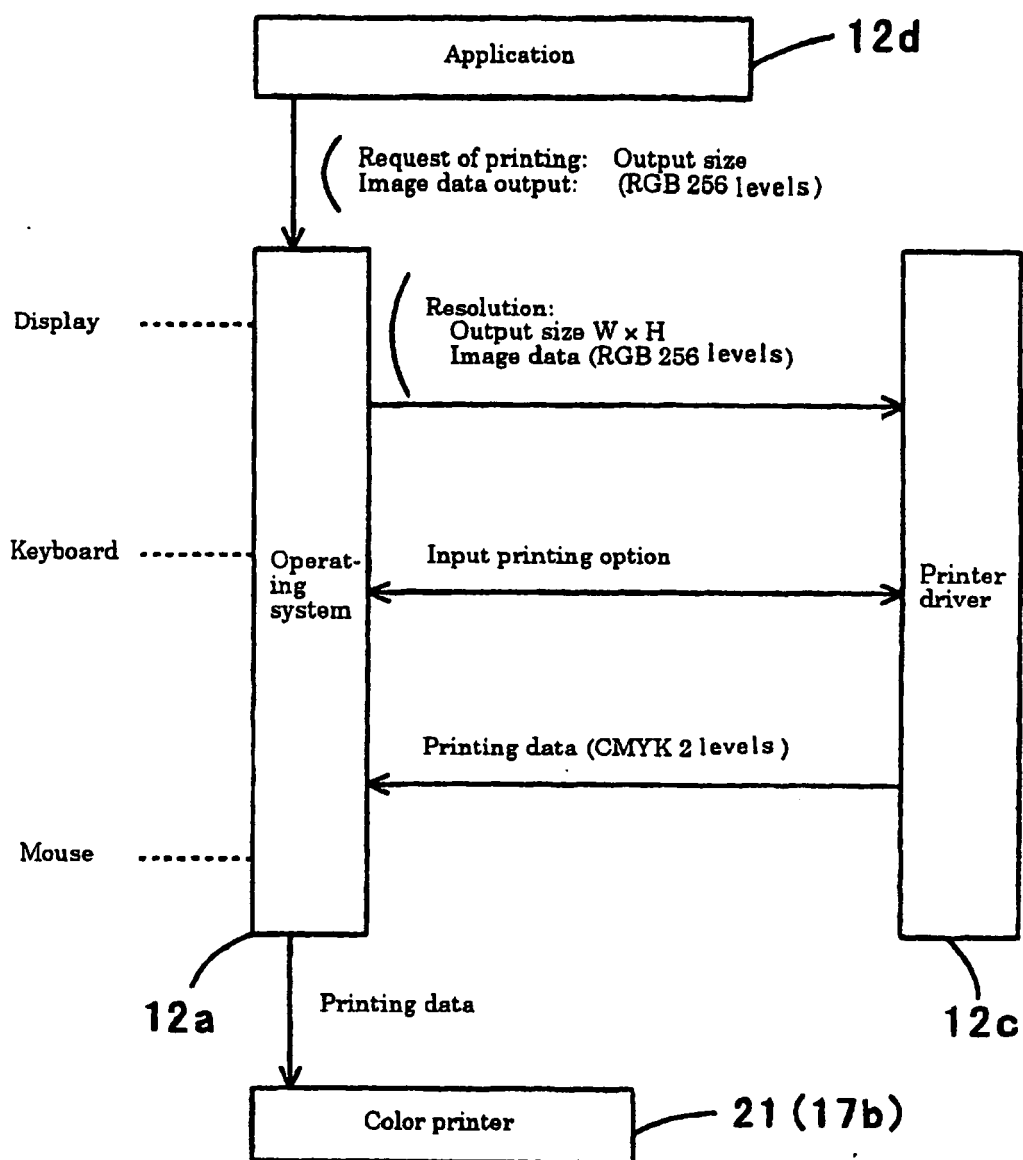 Application
12d
Request of printing: Output size
Image data output: (RGB 256 levels)
Resolution:
Output size W × H
Image data (RGB 256 levels)
Display
Keyboard
Operat-
ing
system
Input printing option
Printer
driver
Printing data (CMYK 2 levels)
Mouse
12a
Printing data
12c
Color printer
21 (17b)